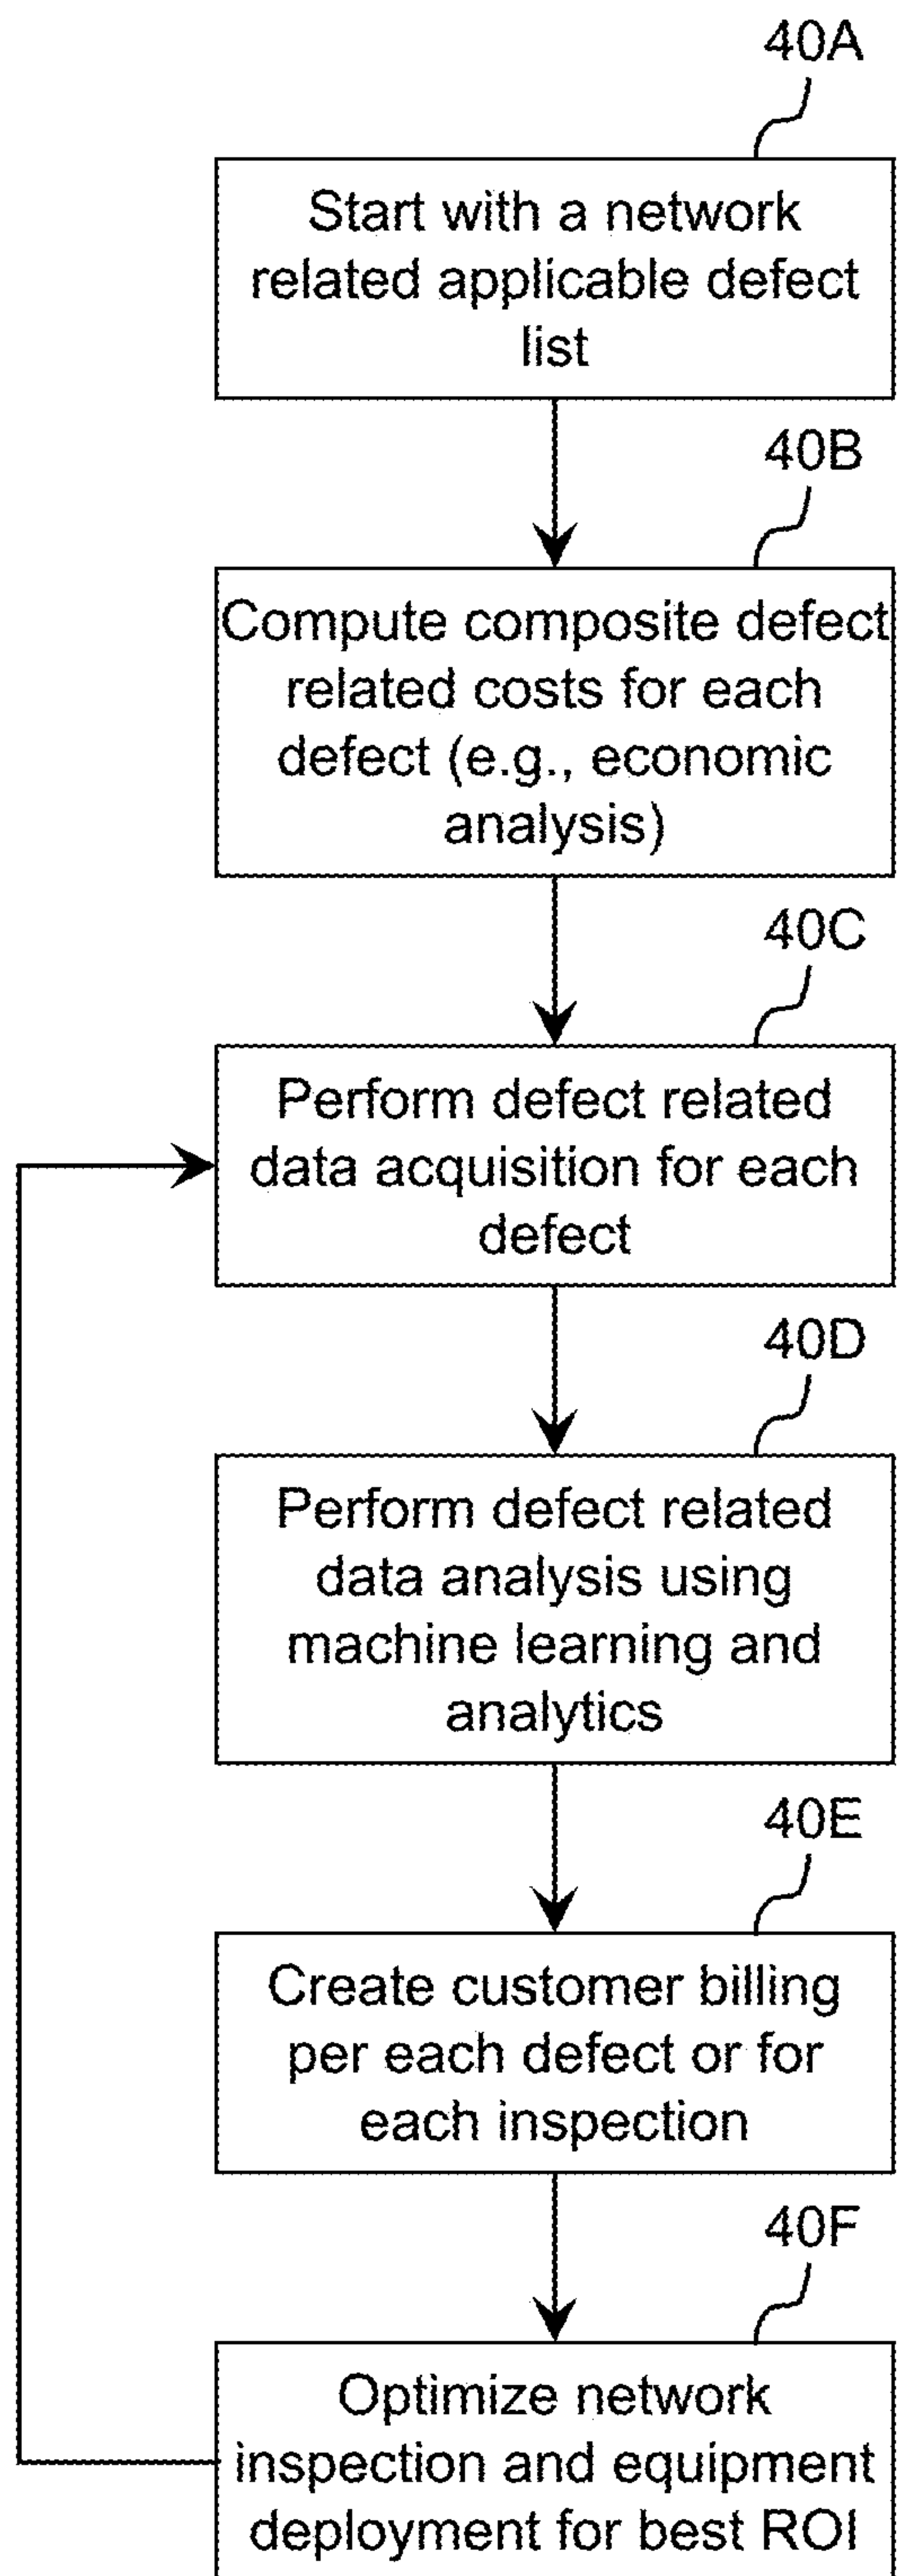 40A
Start with a network
related applicable defect
list
40B
Compute composite defect
related costs for each
defect (e.g., economic
analysis)
40C
Perform defect related
data acquisition for each
defect
40D
Perform defect related
data analysis using
machine learning and
analytics
40E
Create customer billing
per each defect or for
each inspection
40F
Optimize network
inspection and equipment
deployment for best ROI